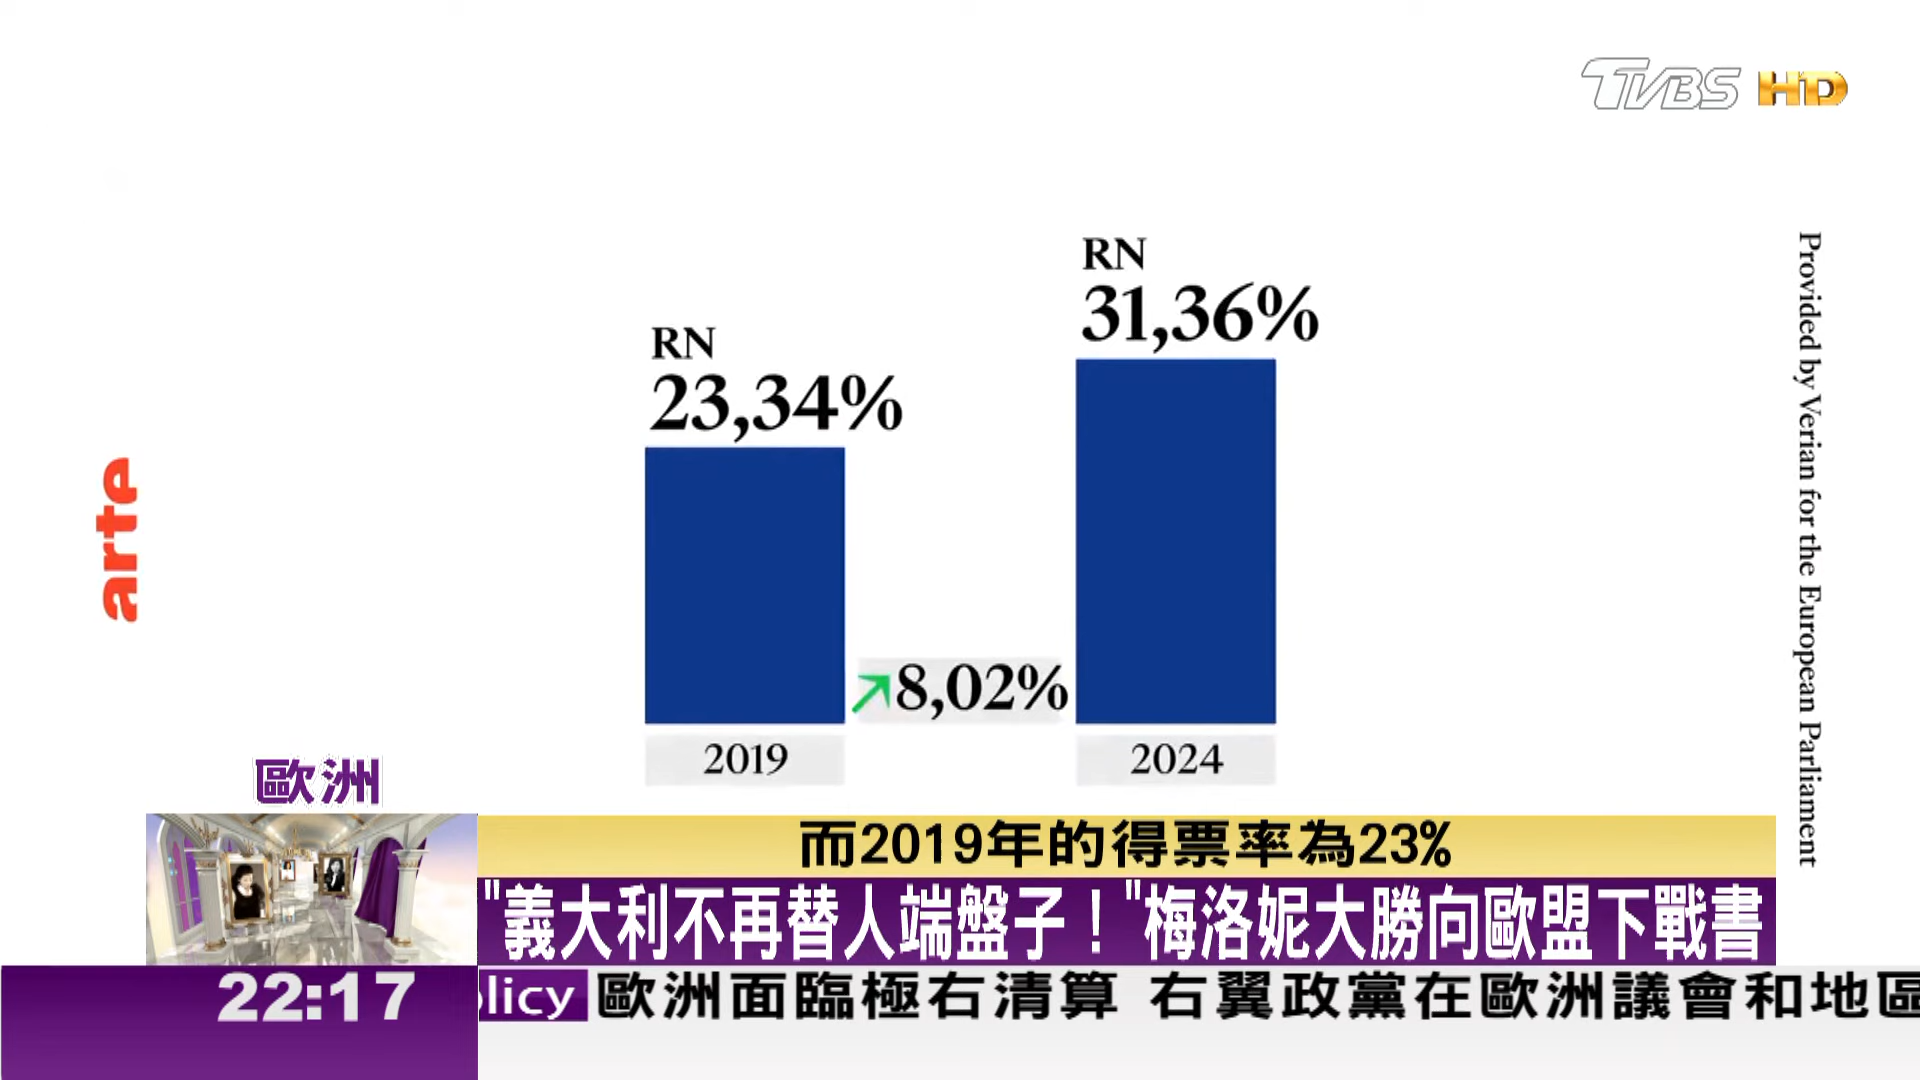 TVBS HD
RN
31,36%
RN
23,34%
8,02%
2019
2024
Provided by Verian for the European Parliament
arte
歐洲
而2019年的得票率為23%
"義大利不再替人端盤子！"梅洛妮大勝向歐盟下戰書
22:17
olicy 歐洲面臨極右清算 右翼政黨在歐洲議會和地區